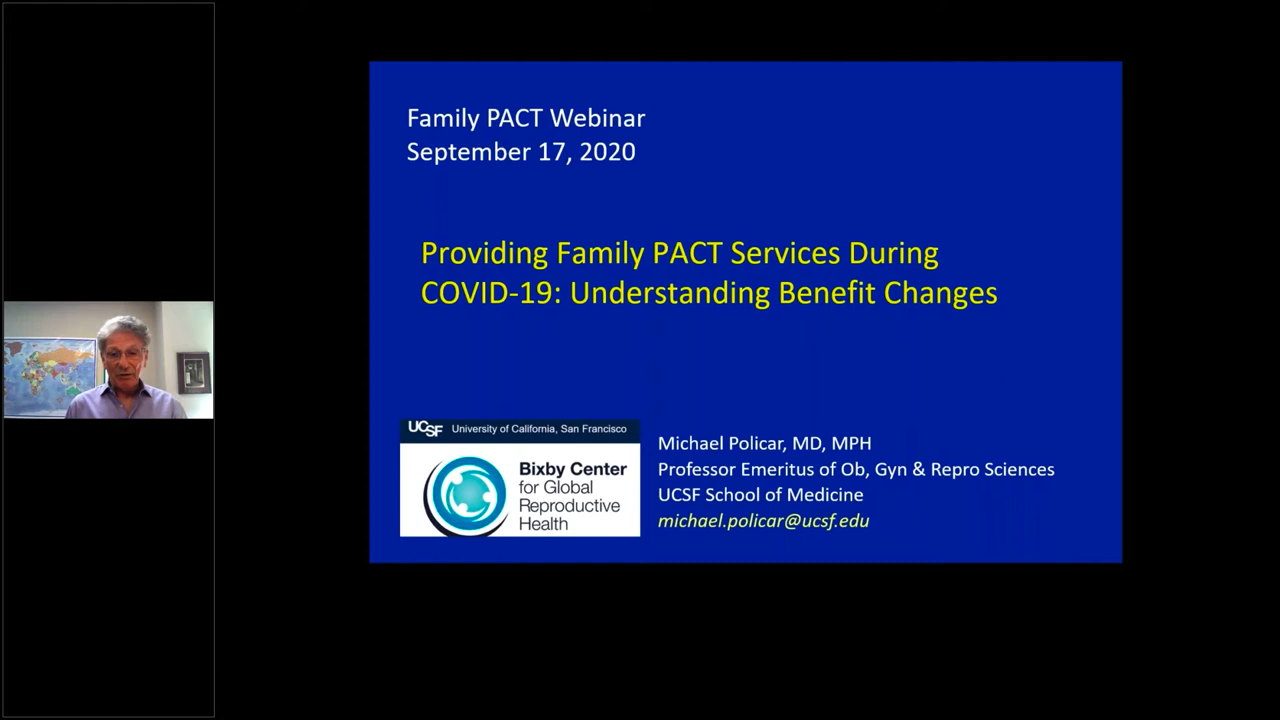 Family PACT Webinar
September 17, 2020
Providing Family PACT Services During
COVID-19: Understanding Benefit Changes
UCSF University of California, San Francisco
Bixby Center
for Global
Reproductive
Health
Michael Policar, MD, MPH
Professor Emeritus of Ob, Gyn & Repro Sciences
UCSF School of Medicine
michael.policar@ucsf.edu